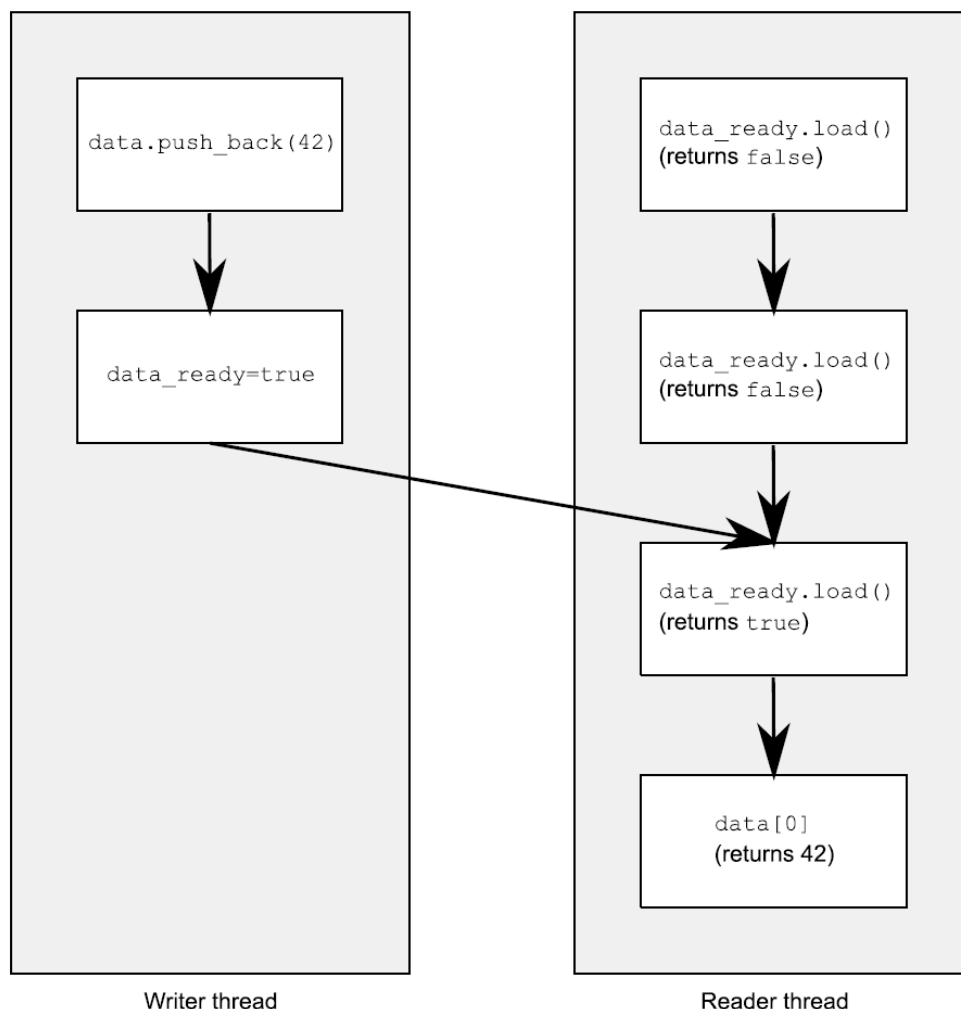 data.push_back(42)
data_ready=true
Writer thread
data_ready.load()
(returns false)
data_ready.load()
(returns false)
data_ready.load()
(returns true)
data[0]
(returns 42)
Reader thread